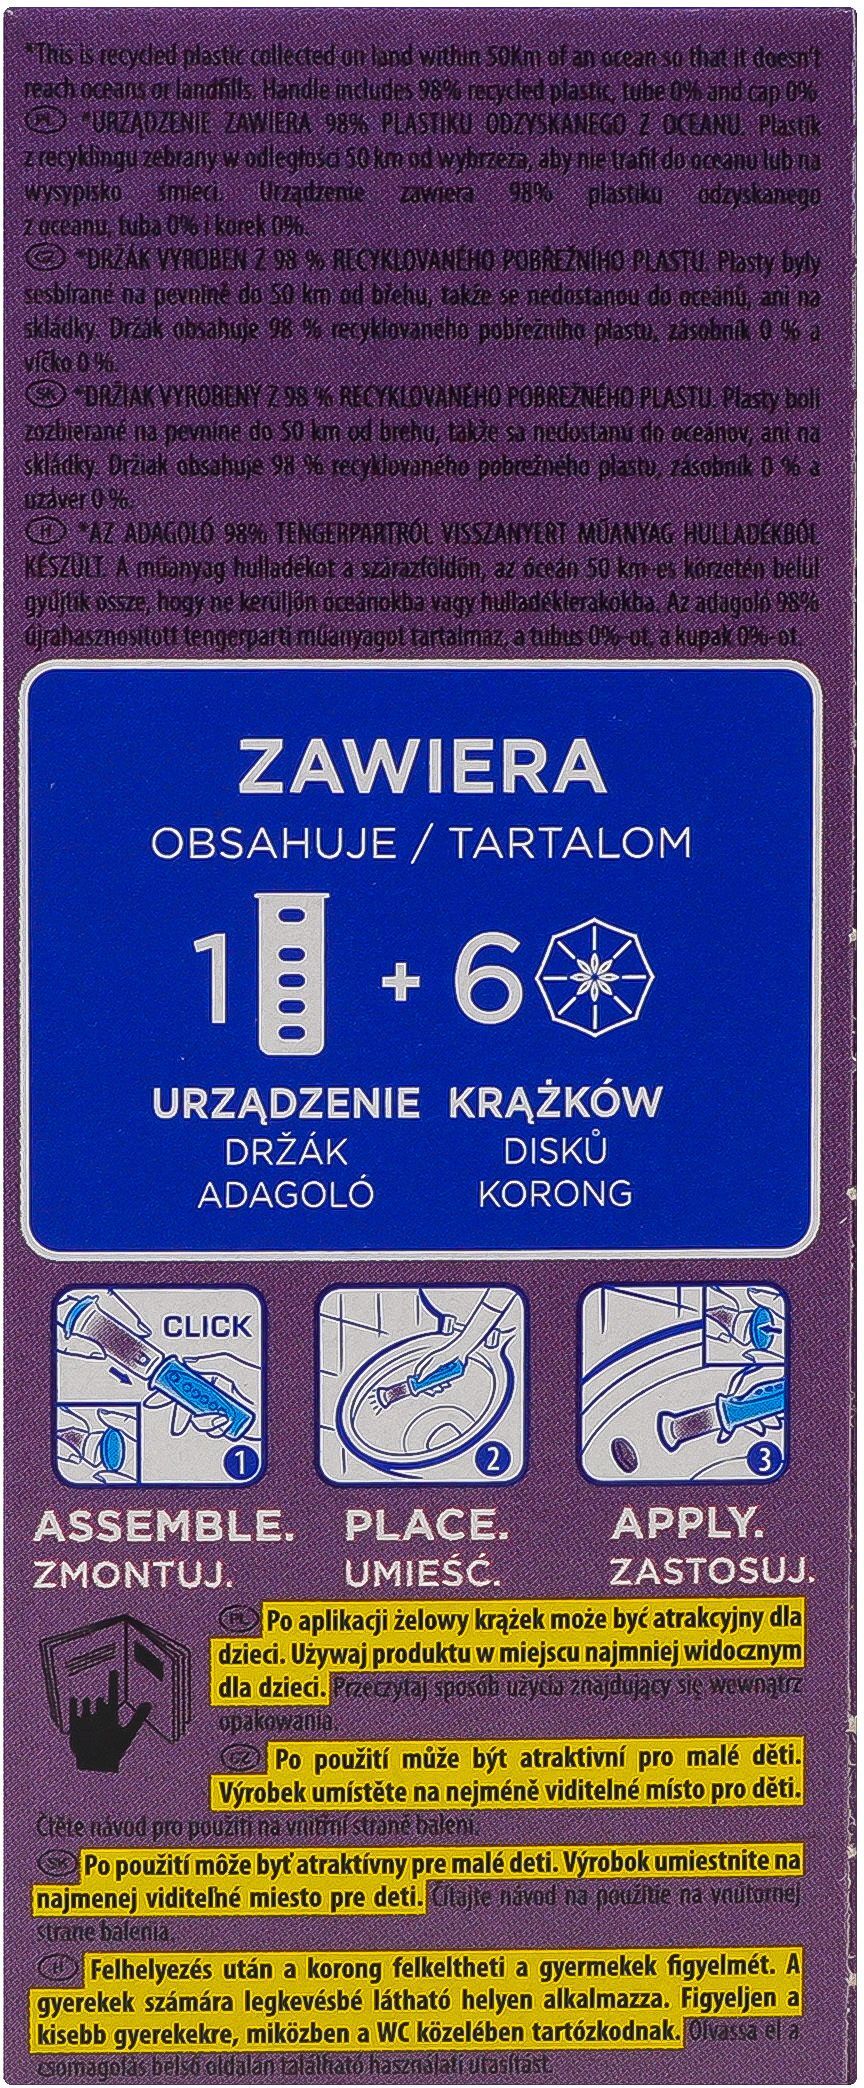 *This is recycled plastic collected on land within 50Km of an ocean so that it doesn't
reach oceans or landfills. Handle includes 98% recycled plastic, tube 0% and cap 0%
PL *URZĄDZENIE ZAWIERA 98% PLASTIKU ODZYSKANEGO Z OCEANU. Plastik
z recyklingu zebrany w odległości 50 km od wybrzeża, aby nie trafił do oceanu lub na
wysypisko śmieci. Urządzenie zawiera 98% plastiku odzyskanego
z oceanu, tuba 0% i korek 0%.
CZ *DRŽÁK VYROBEN Z 98 % RECYKLOVANÉHO POBŘEŽNÍHO PLASTU. Plasty byly
sesbírané na pevnině do 50 km od břehu, takže se nedostanou do oceánů, ani na
skládky. Držák obsahuje 98 % recyklovaného pobřežního plastu, zásobník 0 % a
víčko 0 %.
SK *DRŽIAK VYROBENÝ Z 98 % RECYKLOVANÉHO POBREŽNÉHO PLASTU. Plasty boli
zozbierané na pevnine do 50 km od brehu, takže sa nedostanu do oceánov, ani na
skládky. Držiak obsahuje 98 % recyklovaného pobrežného plastu, zásobník 0 % a
uzáver 0 %.
H *AZ ADAGOLÓ 98% TENGERPARTRÓL VISSZANYERT MŰANYAG HULLADÉKBÓL
KÉSZÜLT. A műanyag hulladékot a szárazföldön, az óceán 50 km-es körzetén belül
gyűjtik össze, hogy ne kerüljön óceánokba vagy hulladéklerakókba. Az adagoló 98%
újrahasznosított tengerparti műanyagot tartalmaz, a tubus 0%-ot, a kupak 0%-ot.
ZAWIERA
OBSAHUJE / TARTALOM
1 + 6
URZĄDZENIE KRĄŻKÓW
DRŽÁK DISKŮ
ADAGOLÓ KORONG
CLICK
1 2 3
ASSEMBLE. PLACE. APPLY.
ZMONTUJ. UMIEŚĆ. ZASTOSUJ.
PL Po aplikacji żelowy krążek może być atrakcyjny dla
dzieci. Używaj produktu w miejscu najmniej widocznym
dla dzieci. Przeczytaj sposób użycia znajdujący się wewnątrz
opakowania.
CZ Po použití může být atraktivní pro malé děti.
Výrobek umístěte na nejméně viditelné místo pro děti.
Čtěte návod pro použití na vnitřní straně balení.
SK Po použití môže byť atraktívny pre malé deti. Výrobok umiestnite na
najmenej viditeľné miesto pre deti. Čítajte návod na použitie na vnútornej
strane balenia.
H Felhelyezés után a korong felkeltheti a gyermekek figyelmét. A
gyerekek számára legkevésbé látható helyen alkalmazza. Figyeljen a
kisebb gyerekekre, miközben a WC közelében tartózkodnak. Olvassa el a
csomagolás belső oldalán található használati utasítást.